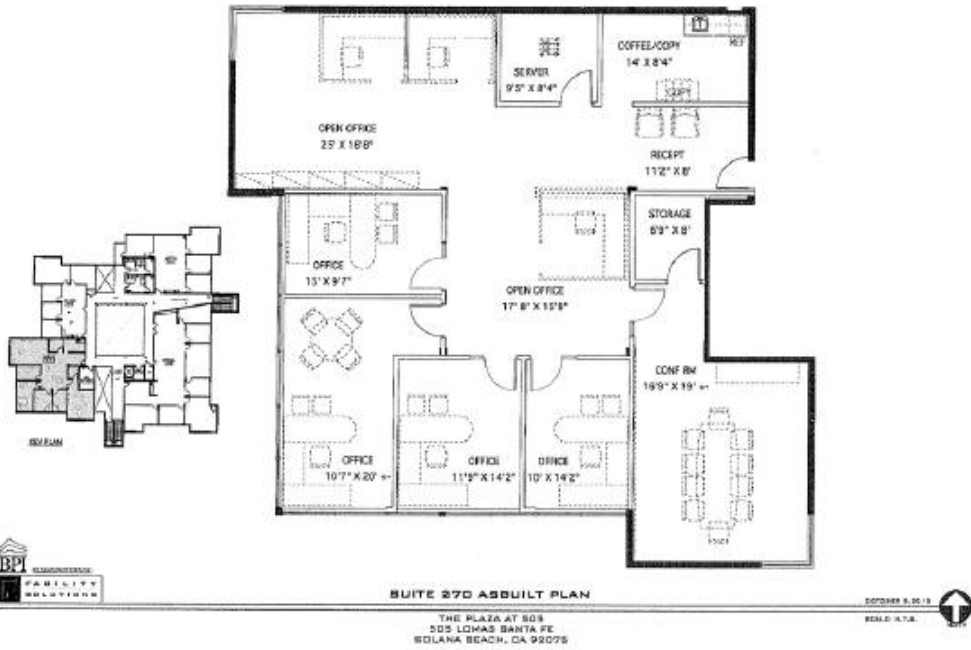 COFFEE/COPY
14' X 8'4"
REF
SERVER
9'5" X 8'4"
COPY
OPEN OFFICE
25' X 18'8"
RECEPT
11'2" X 8'
STORAGE
6'9" X 8'
OFFICE
13' X 9'7"
OPEN OFFICE
17'8" X 15'8"
CONF RM
16'9" X 19' +-
OFFICE
10'7" X 20' +-
OFFICE
11'9" X 14'2"
OFFICE
10' X 14'2"
KEY PLAN
BPI
FACILITY
SOLUTIONS
SUITE 270 ASBUILT PLAN
THE PLAZA AT 505
505 LOMAS SANTA FE
SOLANA BEACH, CA 92075
SCALE: N.T.S.